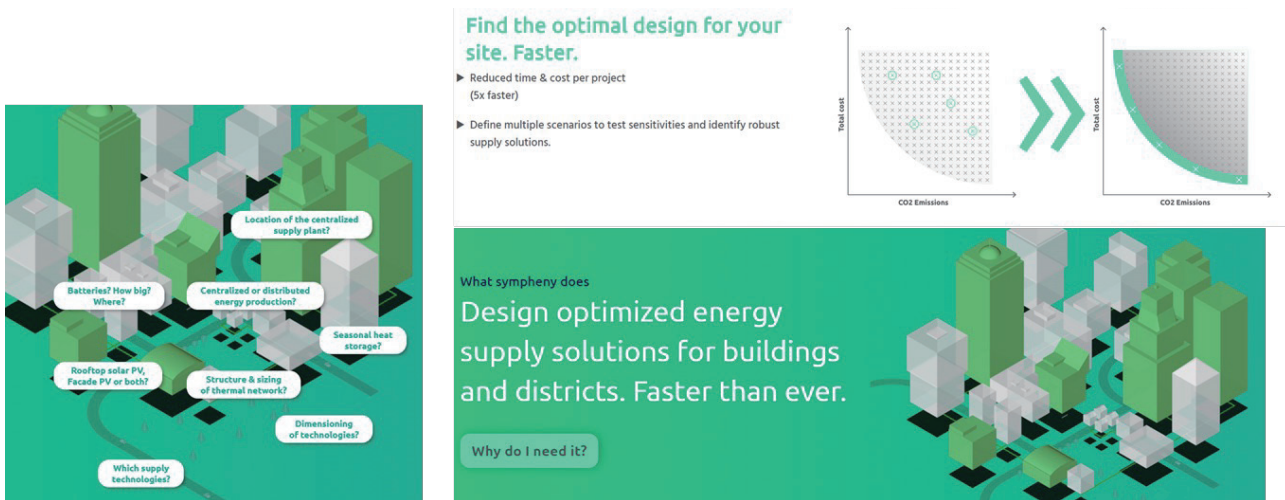 Location of the centralized
supply plant?
Batteries? How big?
Where?
Centralized or distributed
energy production?
Seasonal heat
storage?
Rooftop solar PV,
Facade PV or both?
Structure & sizing
of thermal network?
Dimensioning
of technologies?
Which supply
technologies?
Find the optimal design for your
site. Faster.
▶ Reduced time & cost per project
(5x faster)
▶ Define multiple scenarios to test sensitivities and identify robust
supply solutions.
Total cost
CO2 Emissions
Total cost
CO2 Emissions
What sympheny does
Design optimized energy
supply solutions for buildings
and districts. Faster than ever.
Why do I need it?